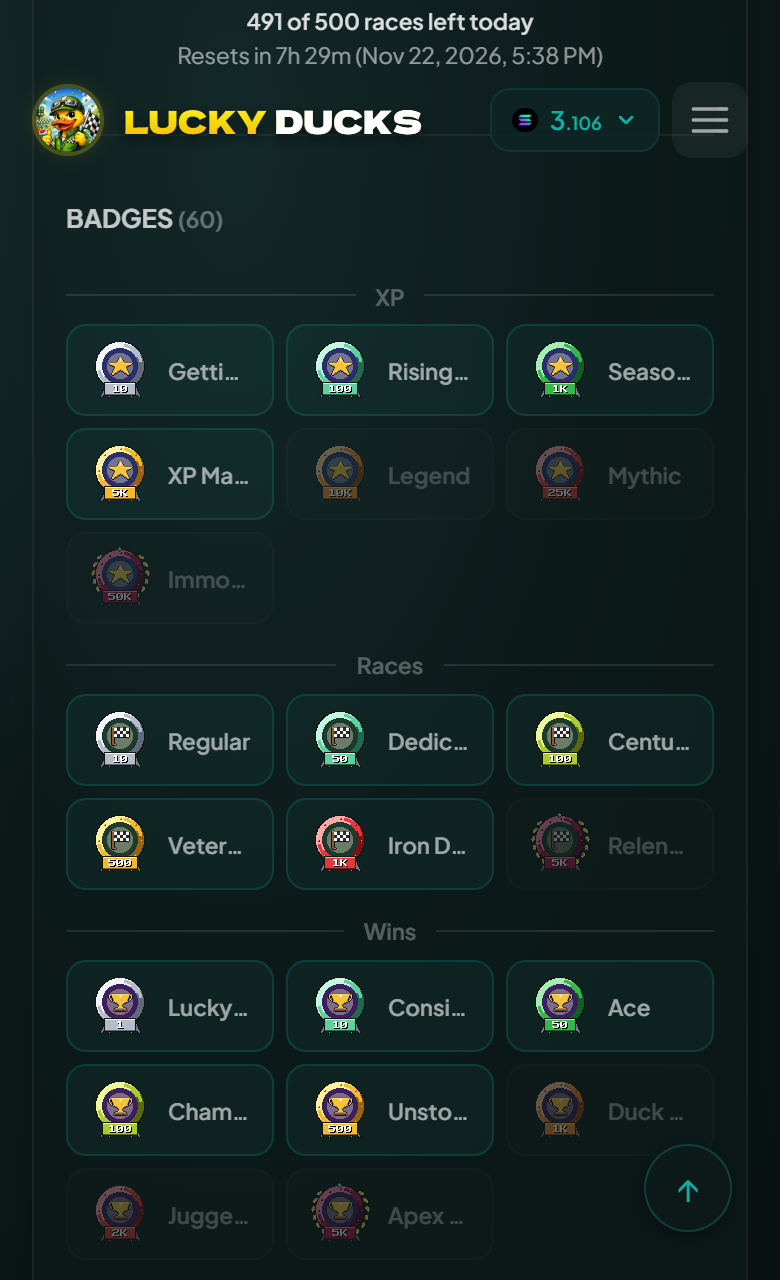 491 of 500 races left today
Resets in 7h 29m (Nov 22, 2026, 5:38 PM)
LUCKY DUCKS
3.106
BADGES (60)
XP
10 Getti...
100 Rising...
1K Seaso...
5K XP Ma...
10K Legend
25K Mythic
50K Immo...
Races
10 Regular
50 Dedic...
100 Centu...
500 Veter...
1K Iron D...
5K Relen...
Wins
1 Lucky...
10 Consi...
50 Ace
100 Cham...
500 Unsto...
1K Duck ...
2K Jugge...
5K Apex ...